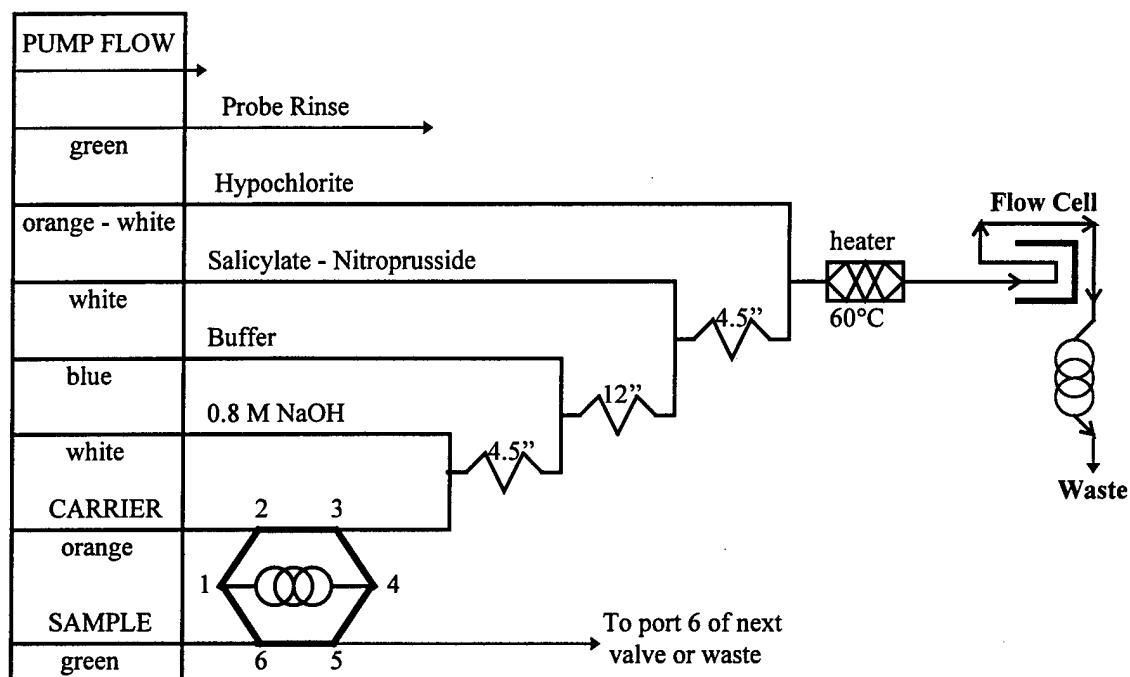 PUMP FLOW
Probe Rinse
green
Hypochlorite
orange - white
Flow Cell
heater
Salicylate - Nitroprusside
white
60°C
4.5”
Buffer
blue
12”
0.8 M NaOH
white
4.5”
Waste
CARRIER
2
3
orange
1
4
SAMPLE
To port 6 of next
valve or waste
green
6
5